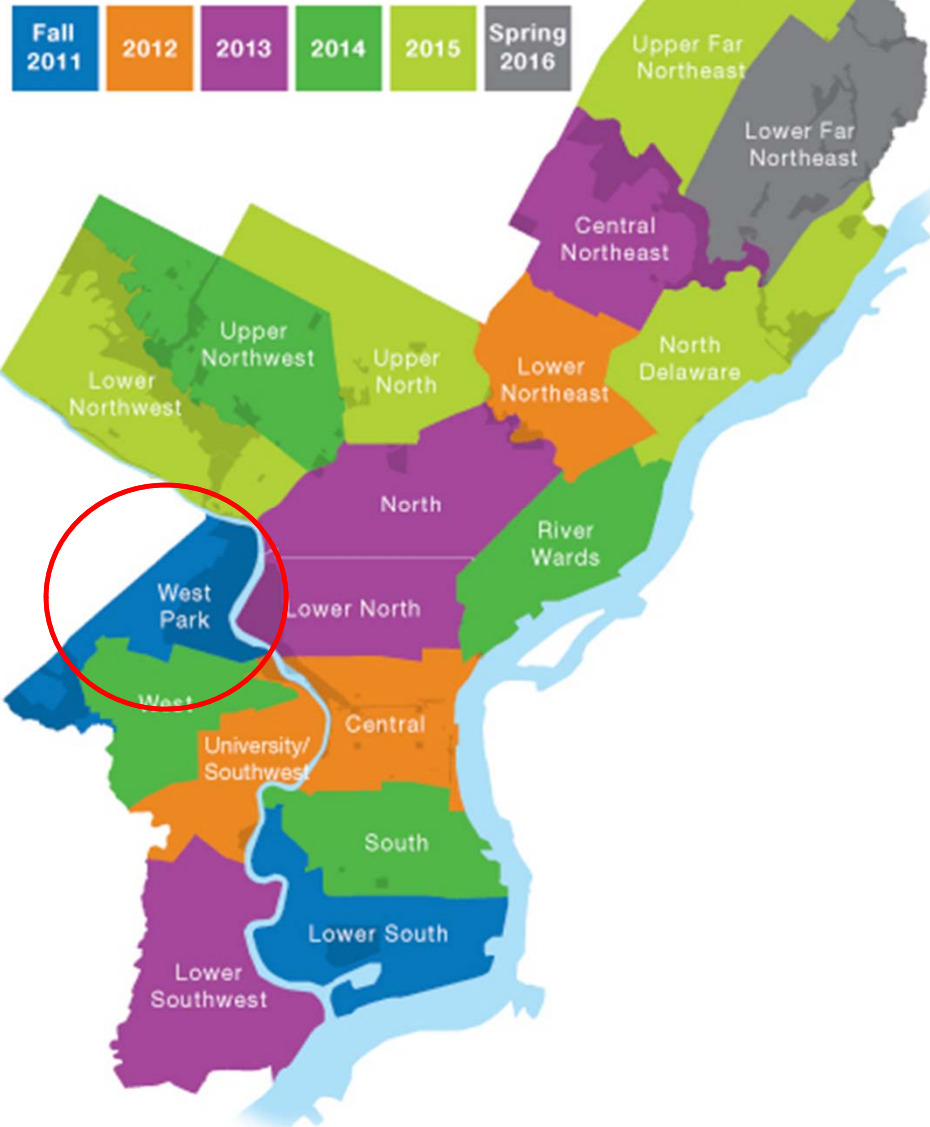 Fall
2011
2012
2013
2014
2015
Spring
2016
Upper Far
Northeast
Lower Far
Northeast
Central
Northeast
Upper
Northwest
Upper
North
Lower
Northeast
North
Delaware
Lower
Northwest
North
River
Wards
West
Park
Lower North
West
Central
University/
Southwest
South
Lower South
Lower
Southwest